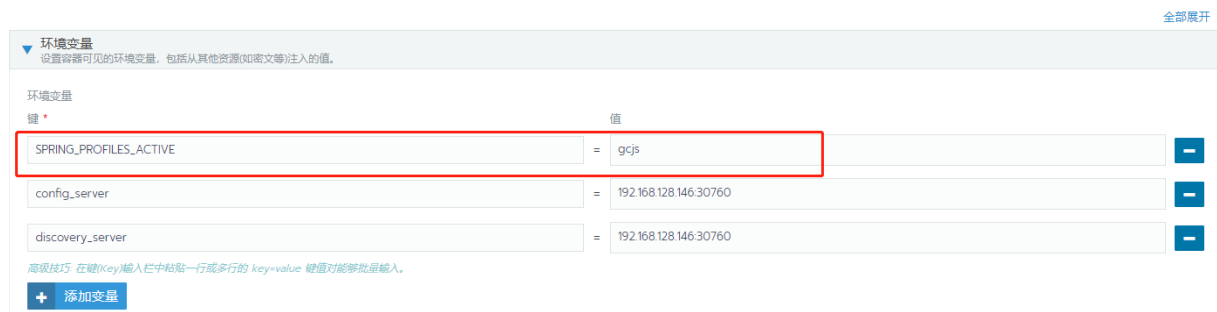 全部展开
环境变量
设置容器可见的环境变量，包括从其他资源(如密文等)注入的值。
环境变量
键 * 值
SPRING_PROFILES_ACTIVE = gcjs
config_server = 192.168.128.146:30760
discovery_server = 192.168.128.146:30760
高级技巧: 在键(Key)输入栏中粘贴一行或多行的 key=value 键值对能够批量输入。
+ 添加变量